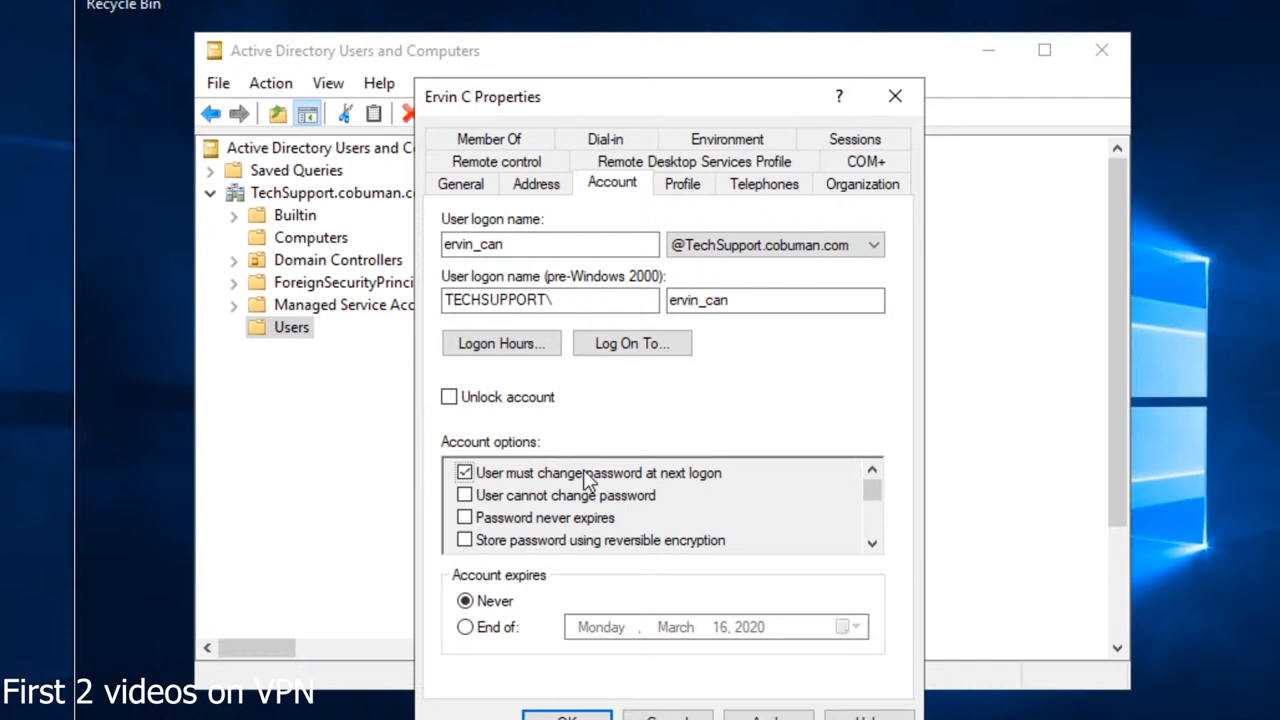 Recycle Bin
Active Directory Users and Computers
File Action View Help
Ervin C Properties
?
Member Of Dial-in Environment Sessions
Remote control Remote Desktop Services Profile COM+
General Address Account Profile Telephones Organization
Active Directory Users and Co
Saved Queries
TechSupport.cobuman.c
Builtin
Computers
Domain Controllers
ForeignSecurityPrinci
Managed Service Acc
Users
User logon name:
ervin_can @TechSupport.cobuman.com
User logon name (pre-Windows 2000):
TECHSUPPORT\ ervin_can
Logon Hours... Log On To...
Unlock account
Account options:
User must change password at next logon
User cannot change password
Password never expires
Store password using reversible encryption
Account expires
Never
End of: Monday , March 16, 2020
First 2 videos on VPN